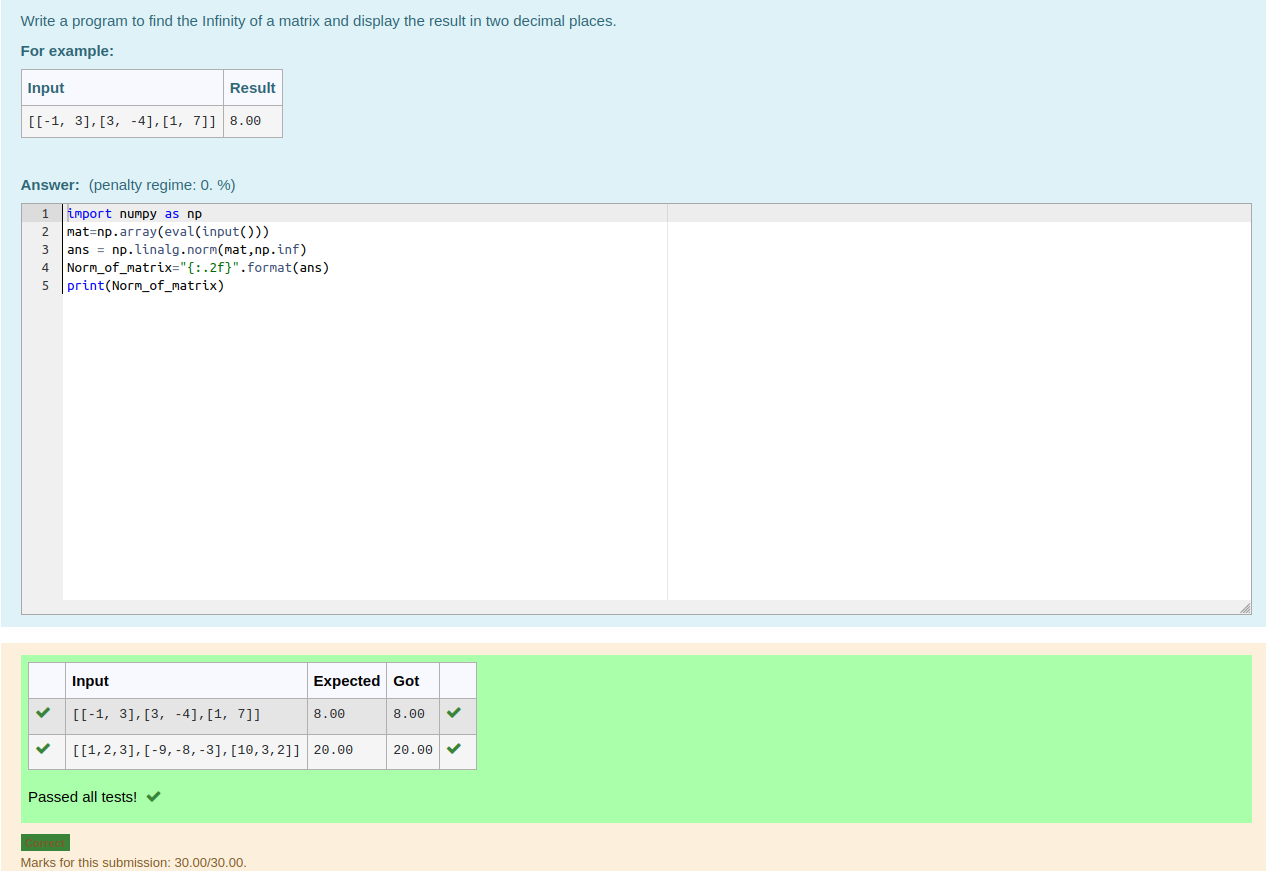 Write a program to find the Infinity of a matrix and display the result in two decimal places.
For example:
Input Result
[[-1, 3],[3, -4],[1, 7]] 8.00
Answer: (penalty regime: 0. %)
1 import numpy as np
2 mat=np.array(eval(input()))
3 ans = np.linalg.norm(mat,np.inf)
4 Norm_of_matrix="{:.2f}".format(ans)
5 print(Norm_of_matrix)
Input Expected Got
[[-1, 3],[3, -4],[1, 7]] 8.00 8.00
[[1,2,3],[-9,-8,-3],[10,3,2]] 20.00 20.00
Passed all tests!
Correct
Marks for this submission: 30.00/30.00.